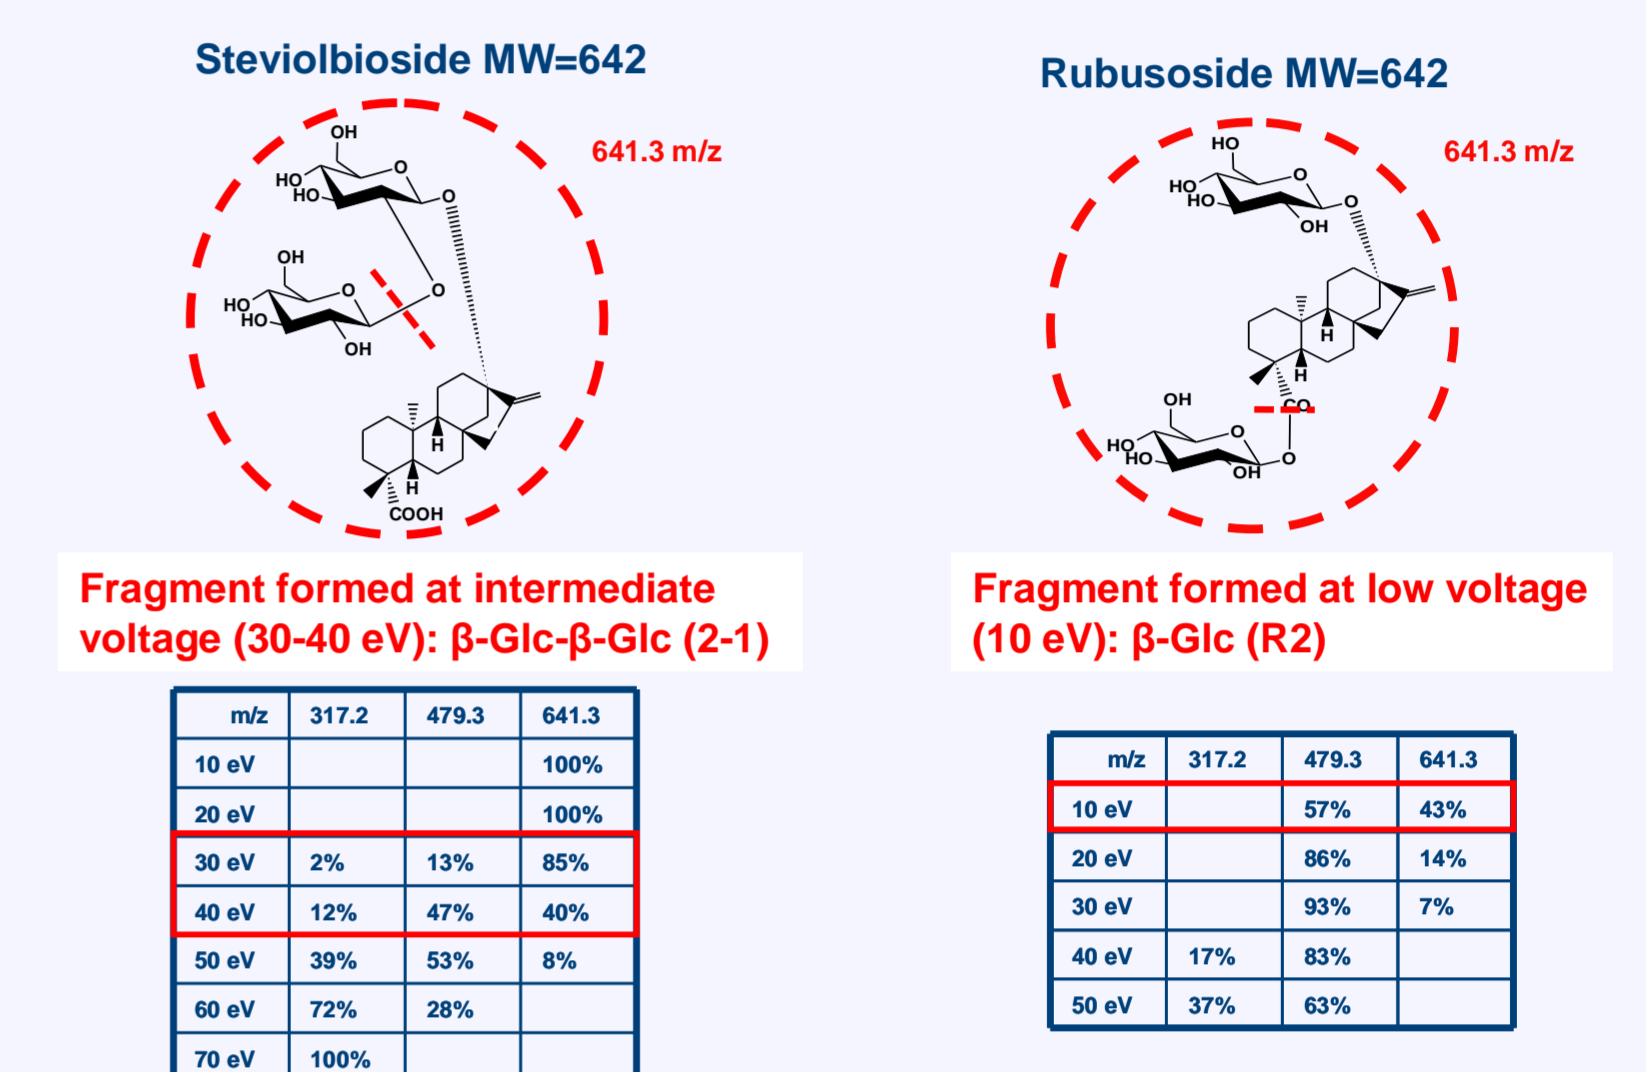 Steviolbioside MW=642
641.3 m/z
OH
O
HO
HO
O
OH
O
O
HO
HO
OH
H
H
COOH
Fragment formed at intermediate
voltage (30-40 eV): β-Glc-β-Glc (2-1)
m/z 317.2 479.3 641.3
10 eV 100%
20 eV 100%
30 eV 2% 13% 85%
40 eV 12% 47% 40%
50 eV 39% 53% 8%
60 eV 72% 28%
70 eV 100%
Rubusoside MW=642
641.3 m/z
HO
O
HO
HO
O
OH
H
H
CO
OH
O
HO
HO
O
OH
Fragment formed at low voltage
(10 eV): β-Glc (R2)
m/z 317.2 479.3 641.3
10 eV 57% 43%
20 eV 86% 14%
30 eV 93% 7%
40 eV 17% 83%
50 eV 37% 63%